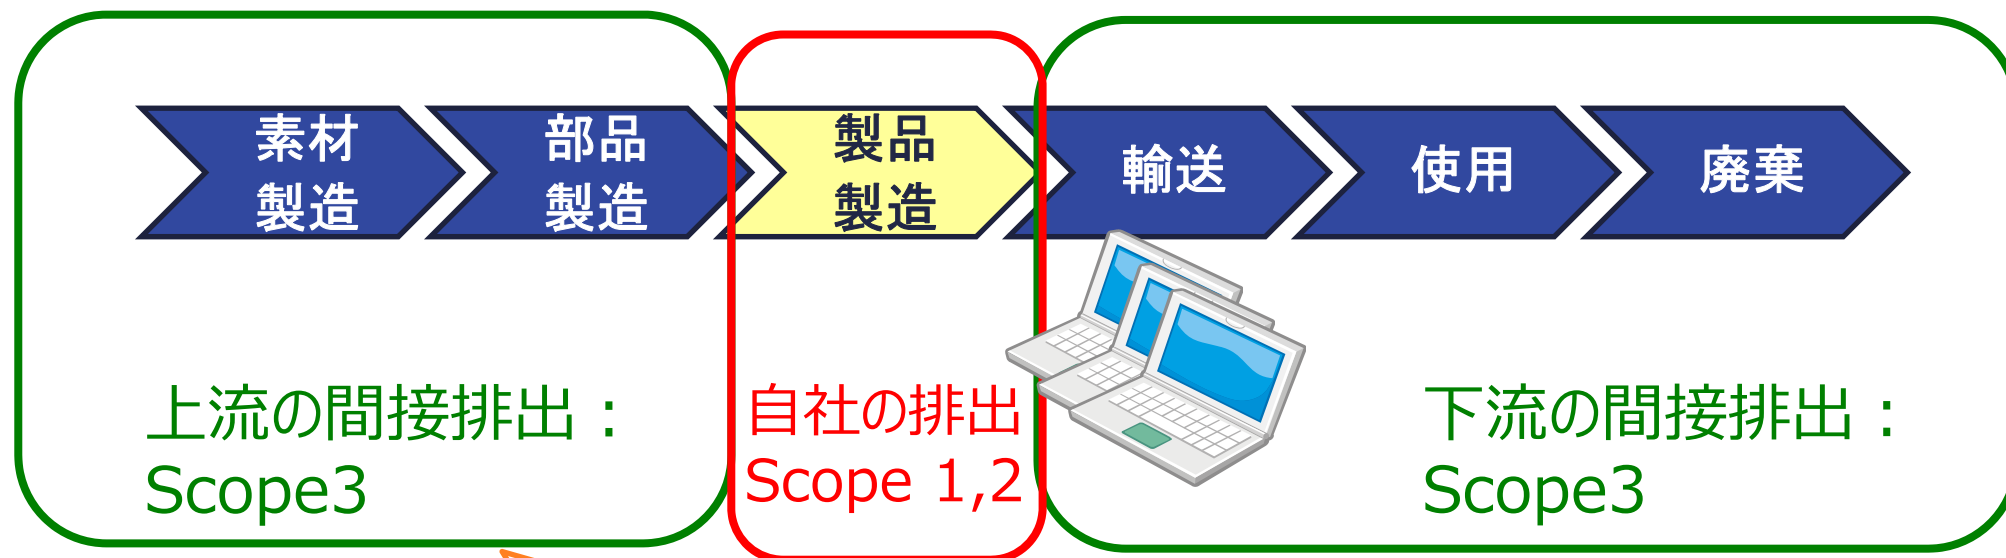 素材
製造
部品
製造
製品
製造
輸送
使用
廃棄
上流の間接排出：
Scope3
自社の排出
Scope 1,2
下流の間接排出：
Scope3